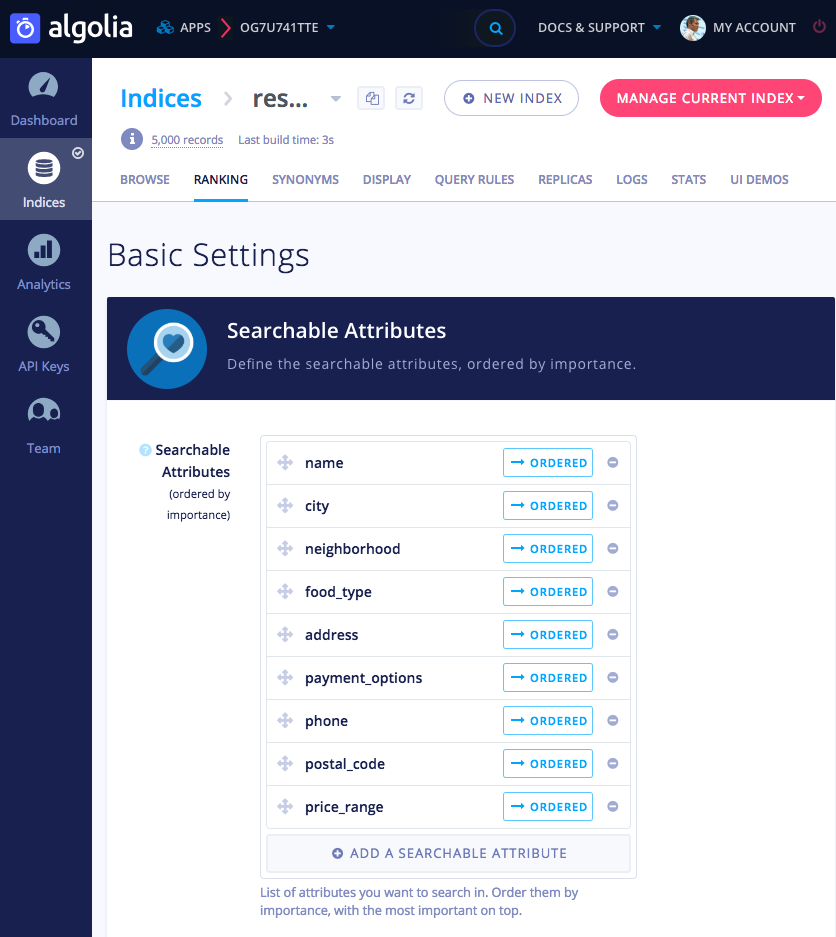 algolia APPS OG7U741TTE DOCS & SUPPORT MY ACCOUNT
Dashboard
Indices
Analytics
API Keys
Team
Indices res... NEW INDEX MANAGE CURRENT INDEX
i 5,000 records Last build time: 3s
BROWSE RANKING SYNONYMS DISPLAY QUERY RULES REPLICAS LOGS STATS UI DEMOS
Basic Settings
Searchable Attributes
Define the searchable attributes, ordered by importance.
? Searchable
Attributes
(ordered by
importance)
name ORDERED
city ORDERED
neighborhood ORDERED
food_type ORDERED
address ORDERED
payment_options ORDERED
phone ORDERED
postal_code ORDERED
price_range ORDERED
ADD A SEARCHABLE ATTRIBUTE
List of attributes you want to search in. Order them by
importance, with the most important on top.